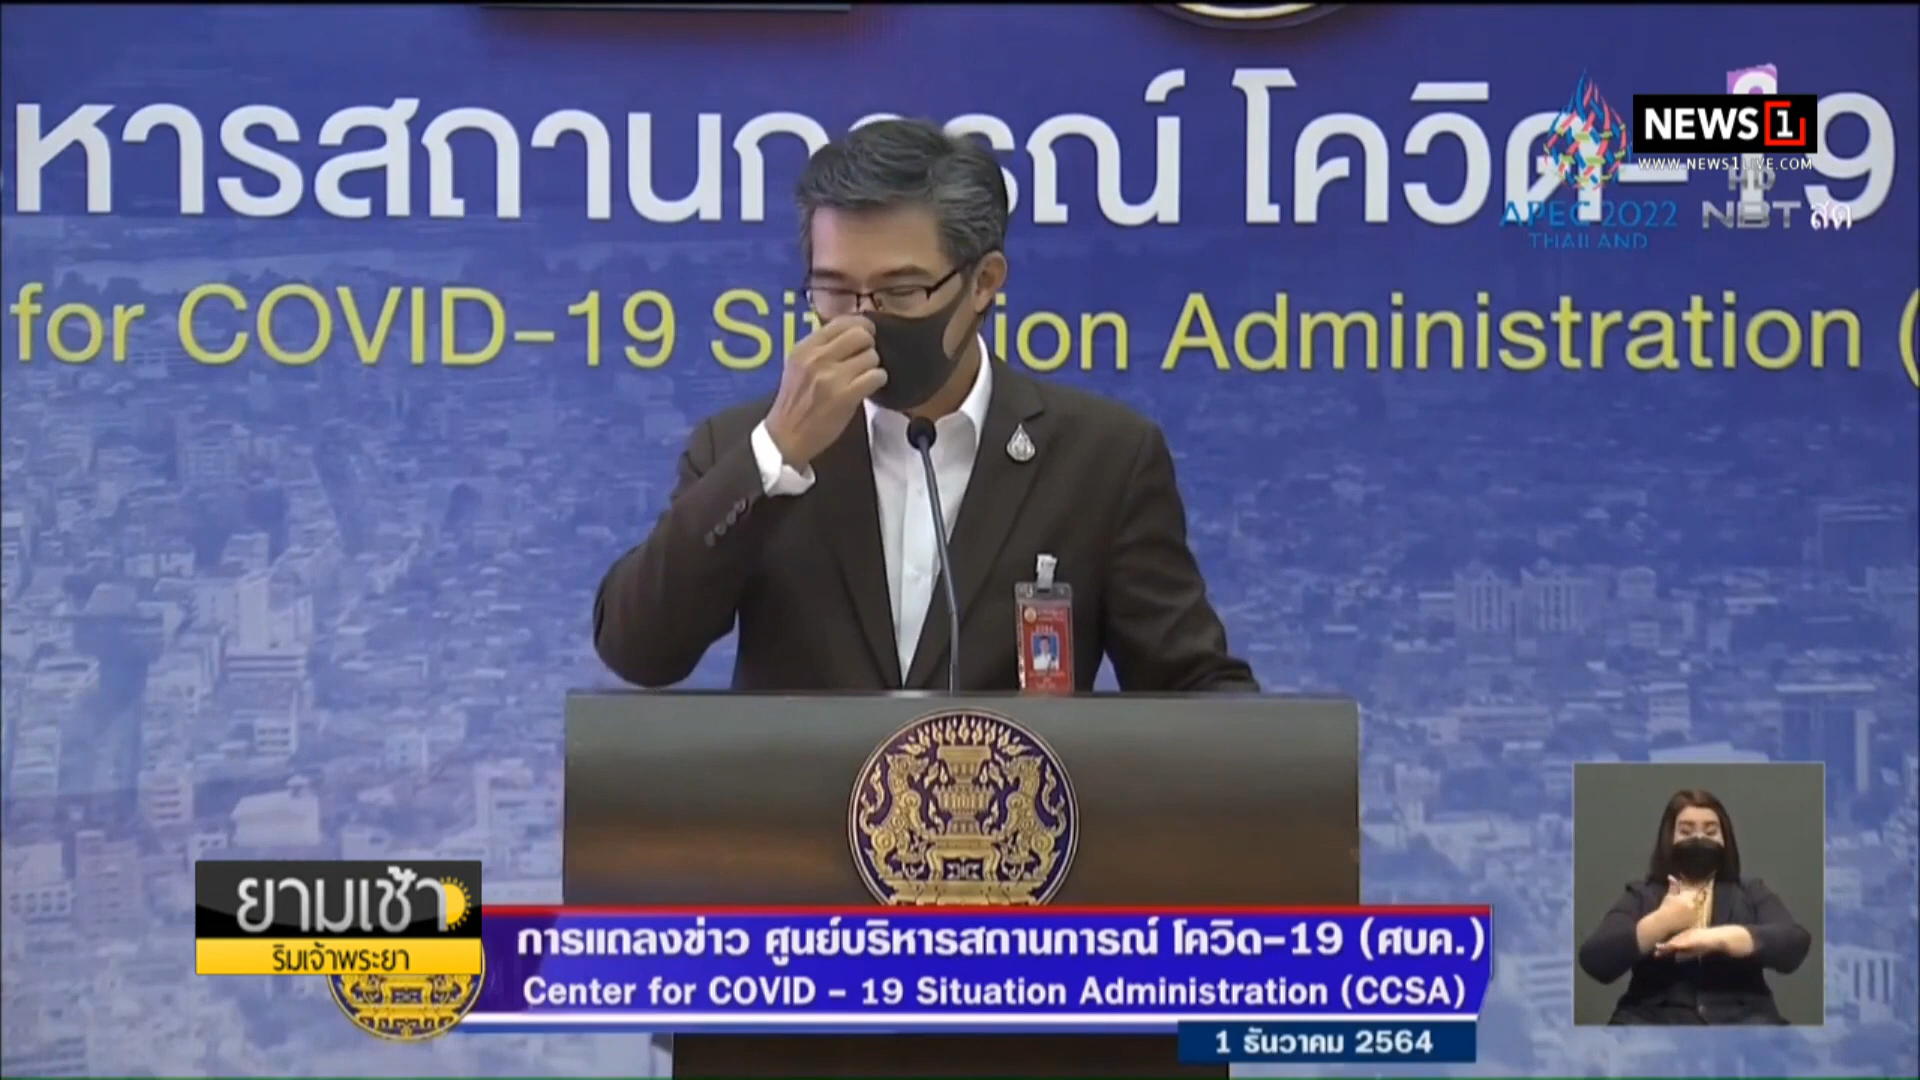 หารสถานการณ์ โควิด-19
for COVID-19 Situation Administration (
NEWS 1
WWW.NEWS1LIVE.COM
APEC 2022
THAILAND
HD
NBT สด
ยามเช้า
ริมเจ้าพระยา
การแถลงข่าว ศูนย์บริหารสถานการณ์ โควิด-19 (ศบค.)
Center for COVID - 19 Situation Administration (CCSA)
1 ธันวาคม 2564